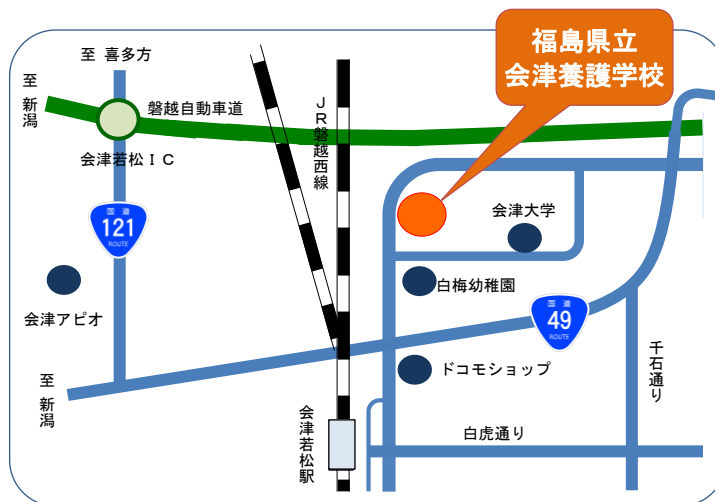 福島県立
会津養護学校
至 喜多方
至 新潟
磐越自動車道
会津若松ＩＣ
ＪＲ磐越西線
国道
121
ROUTE
会津大学
白梅幼稚園
会津アピオ
国道
49
ROUTE
千石通り
至 新潟
ドコモショップ
会津若松駅
白虎通り